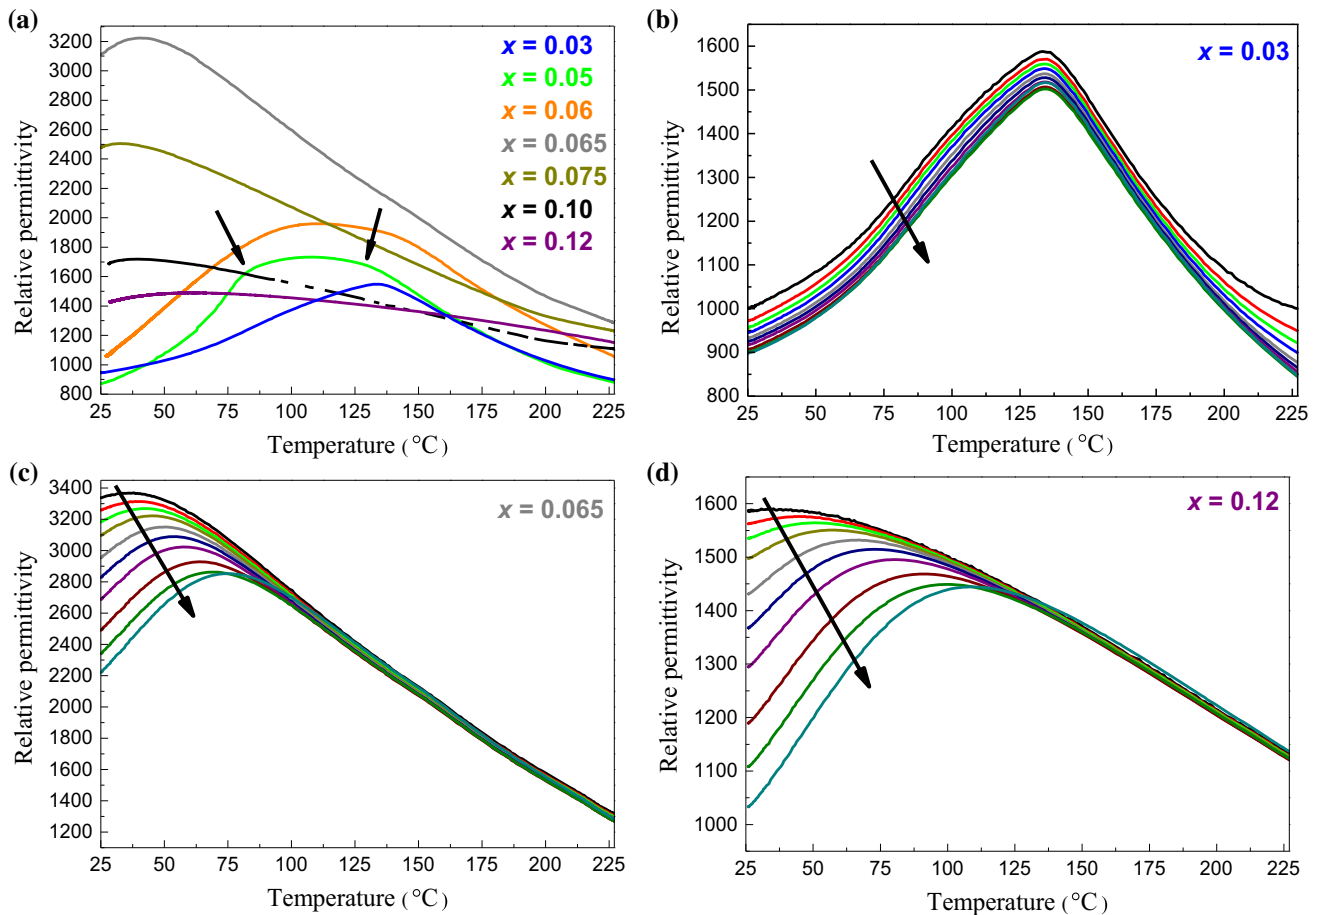 (a)
3200
3000
2800
2600
2400
2200
2000
1800
1600
1400
1200
1000
800
Relative permittivity
x = 0.03
x = 0.05
x = 0.06
x = 0.065
x = 0.075
x = 0.10
x = 0.12
25 50 75 100 125 150 175 200 225
Temperature (°C)
(b)
1600
1500
1400
1300
1200
1100
1000
900
800
Relative permittivity
x = 0.03
25 50 75 100 125 150 175 200 225
Temperature (°C)
(c)
3400
3200
3000
2800
2600
2400
2200
2000
1800
1600
1400
1200
Relative permittivity
x = 0.065
25 50 75 100 125 150 175 200 225
Temperature (°C)
(d)
1600
1500
1400
1300
1200
1100
1000
Relative permittivity
x = 0.12
25 50 75 100 125 150 175 200 225
Temperature (°C)